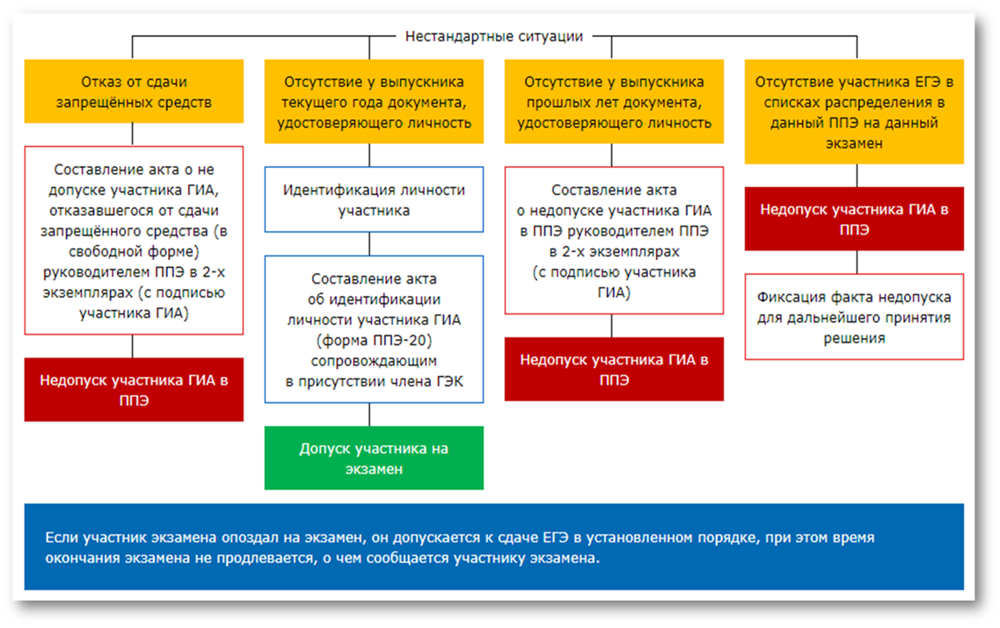 Нестандартные ситуации
Отказ от сдачи
запрещённых средств
Составление акта о не
допуске участника ГИА,
отказавшегося от сдачи
запрещённого средства (в
свободной форме)
руководителем ППЭ в 2-х
экземплярах (с подписью
участника ГИА)
Недопуск участника ГИА в
ППЭ
Отсутствие у выпускника
текущего года документа,
удостоверяющего личность
Идентификация личности
участника
Составление акта
об идентификации
личности участника ГИА
(форма ППЭ-20)
сопровождающим
в присутствии члена ГЭК
Допуск участника на
экзамен
Отсутствие у выпускника
прошлых лет документа,
удостоверяющего личность
Составление акта
о недопуске участника ГИА
в ППЭ руководителем ППЭ
в 2-х экземплярах
(с подписью участника
ГИА)
Недопуск участника ГИА в
ППЭ
Отсутствие участника ЕГЭ в
списках распределения в
данный ППЭ на данный
экзамен
Недопуск участника ГИА в
ППЭ
Фиксация факта недопуска
для дальнейшего принятия
решения
Если участник экзамена опоздал на экзамен, он допускается к сдаче ЕГЭ в установленном порядке, при этом время
окончания экзамена не продлевается, о чем сообщается участнику экзамена.